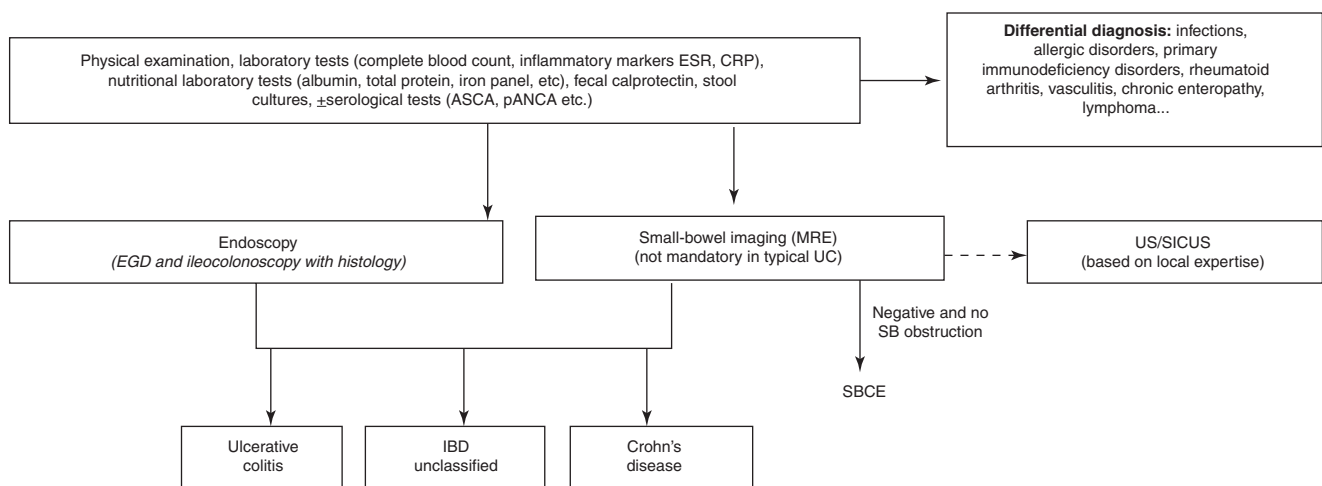 Physical examination, laboratory tests (complete blood count, inflammatory markers ESR, CRP),
nutritional laboratory tests (albumin, total protein, iron panel, etc), fecal calprotectin, stool
cultures, ±serological tests (ASCA, pANCA etc.)
Differential diagnosis: infections,
allergic disorders, primary
immunodeficiency disorders, rheumatoid
arthritis, vasculitis, chronic enteropathy,
lymphoma...
Endoscopy
(EGD and ileocolonoscopy with histology)
Small-bowel imaging (MRE)
(not mandatory in typical UC)
US/SICUS
(based on local expertise)
Negative and no
SB obstruction
SBCE
Ulcerative
colitis
IBD
unclassified
Crohn's
disease